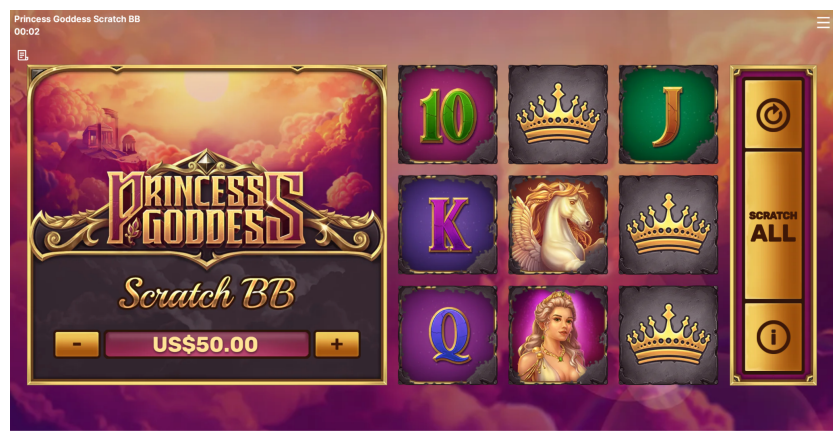 Princess Goddess Scratch BB
00:02
PRINCESS
GODDESS
Scratch BB
- US$50.00 +
10
J
K
Q
SCRATCH
ALL
i